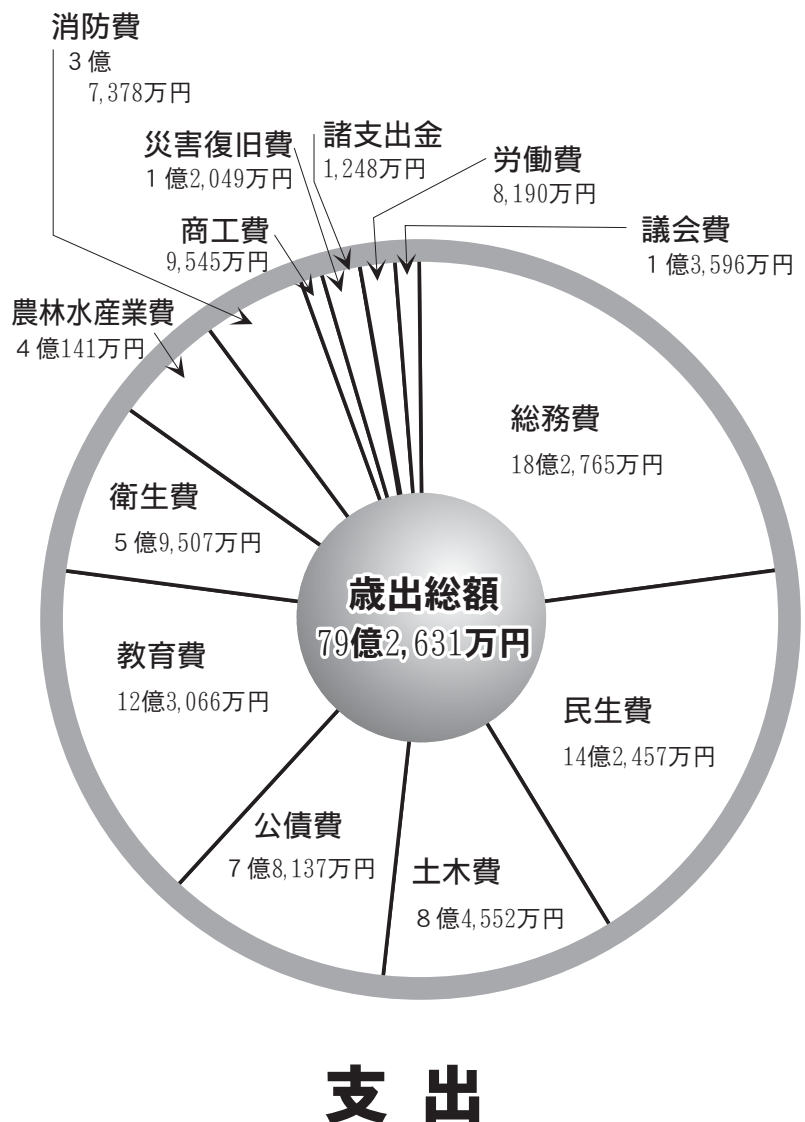 消防費
3億
7,378万円
災害復旧費
1億2,049万円
諸支出金
1,248万円
労働費
8,190万円
商工費
9,545万円
議会費
1億3,596万円
農林水産業費
4億141万円
総務費
18億2,765万円
衛生費
5億9,507万円
歳出総額
79億2,631万円
教育費
12億3,066万円
民生費
14億2,457万円
公債費
7億8,137万円
土木費
8億4,552万円
支出